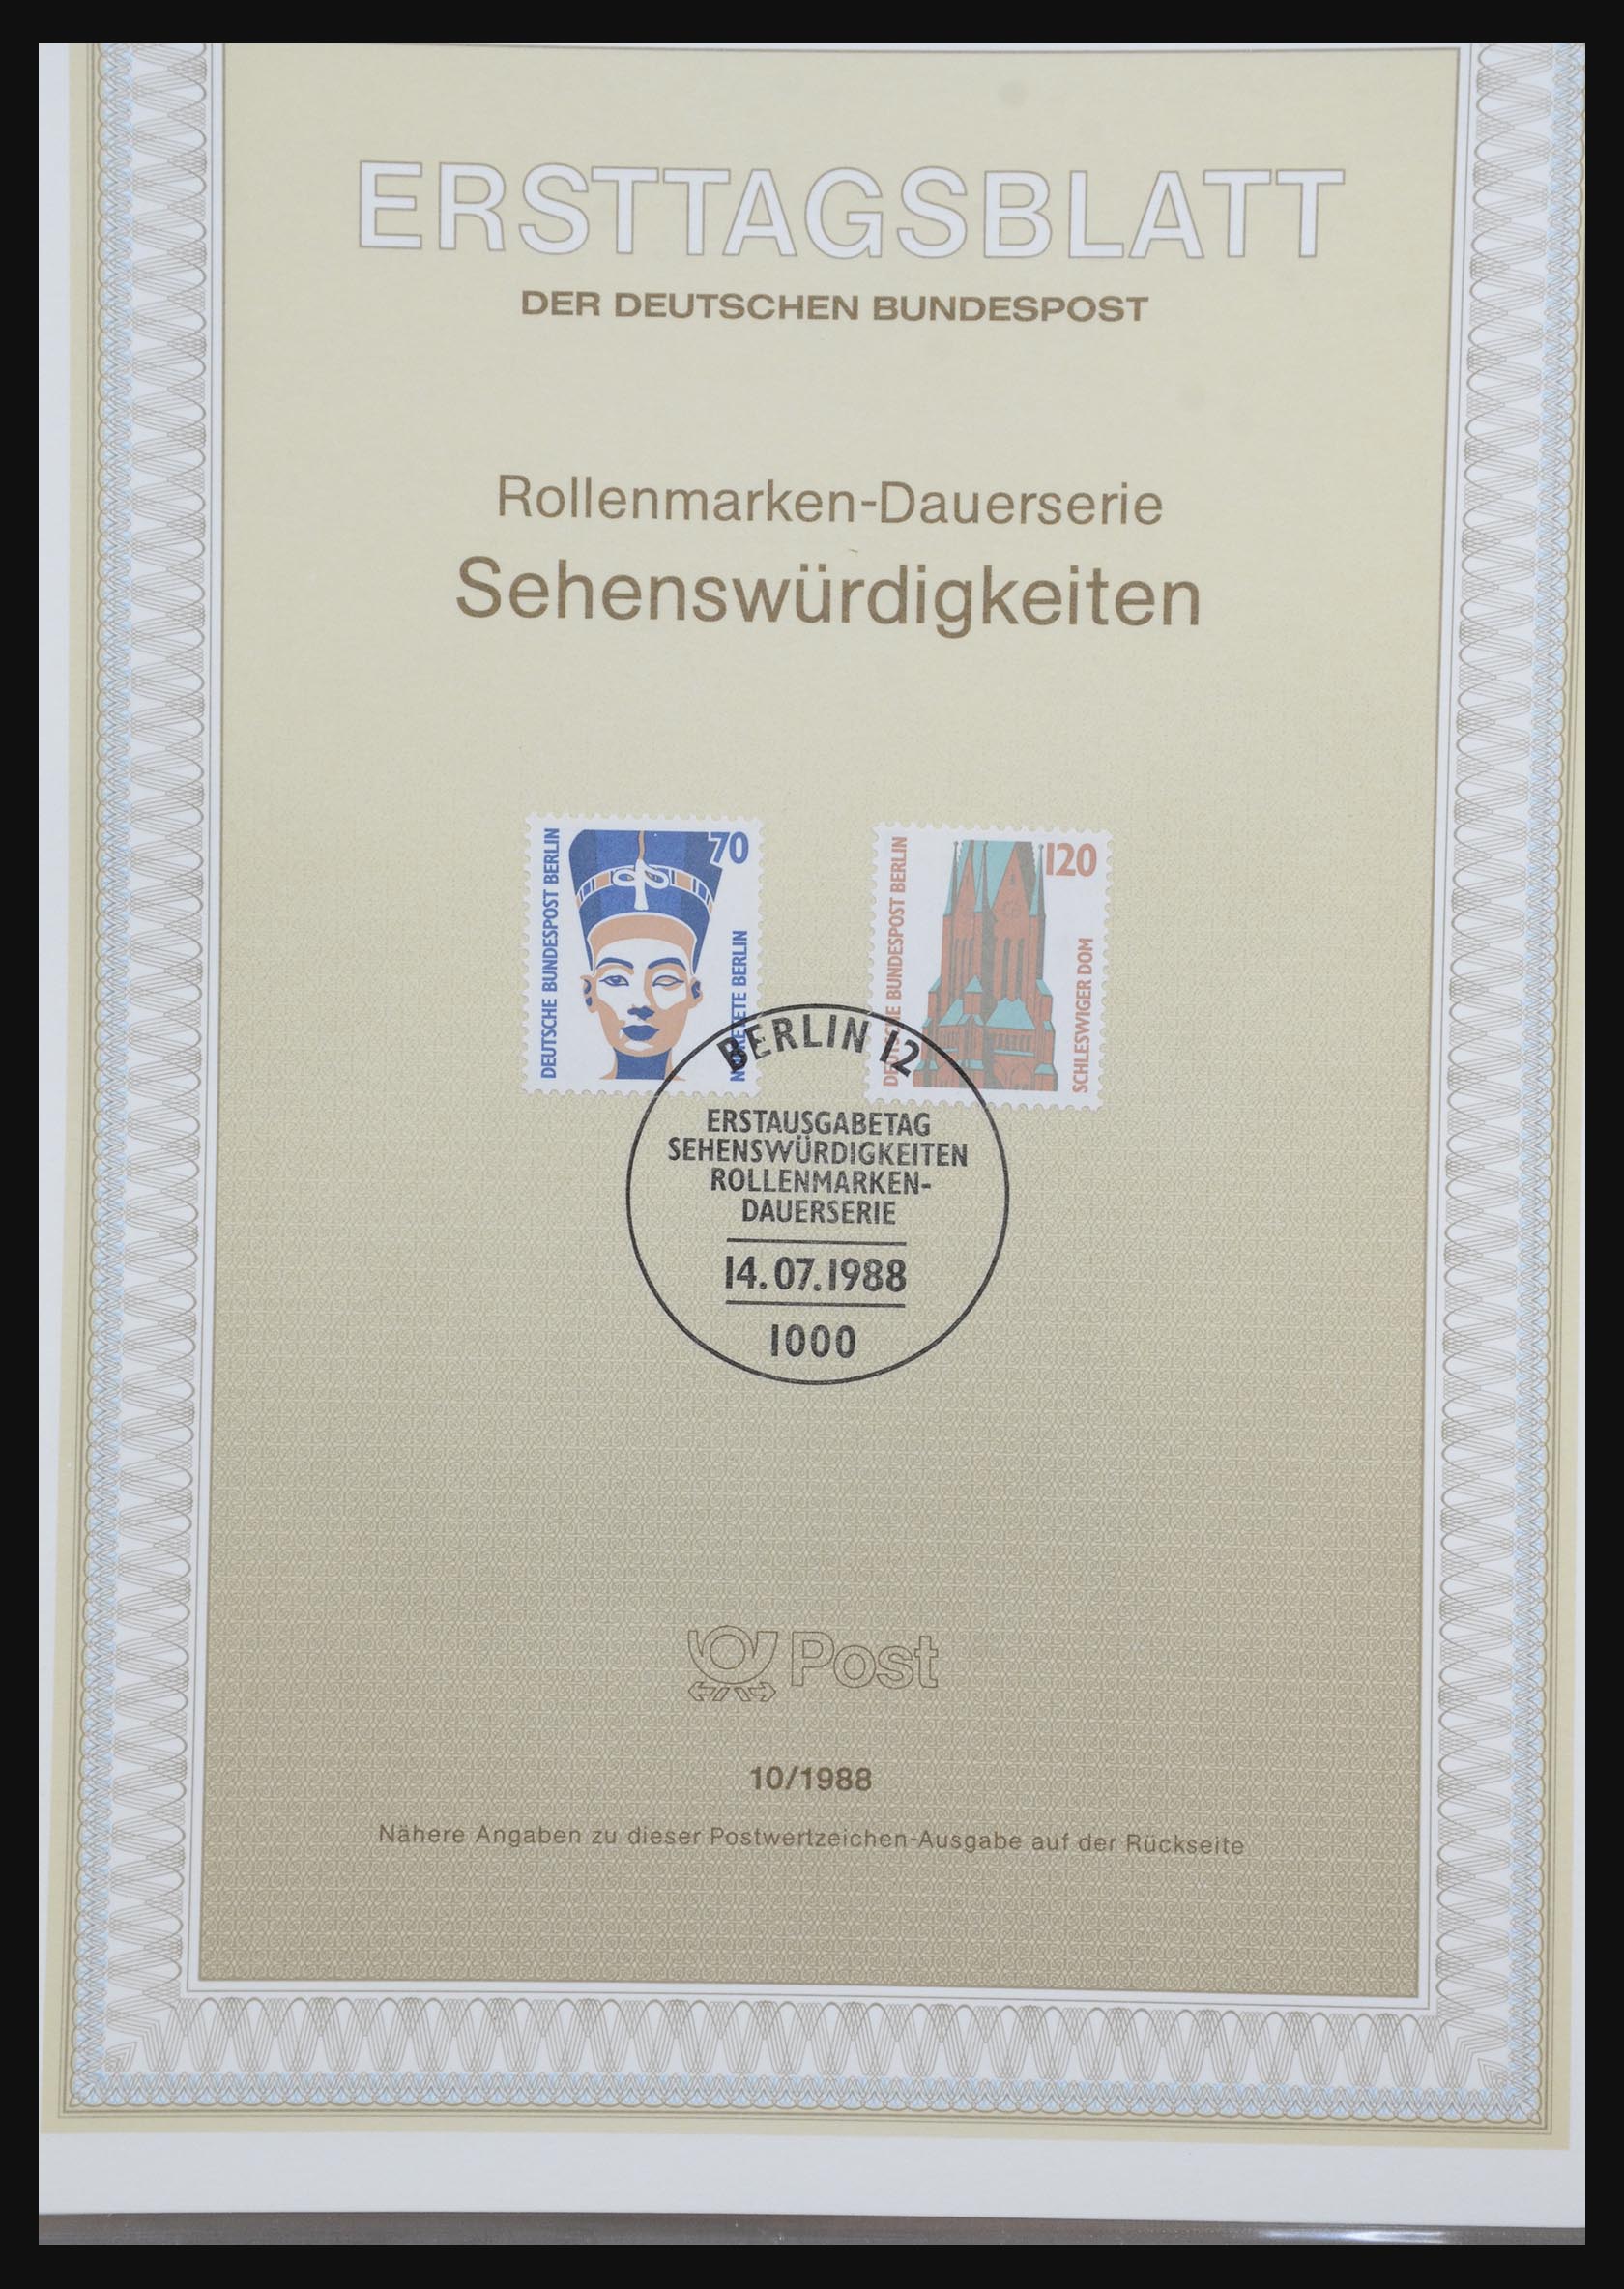 ERSTTAGSBLATT
DER DEUTSCHEN BUNDESPOST
Rollenmarken-Dauerserie
Sehenswürdigkeiten
DEUTSCHE BUNDESPOST BERLIN
70
NOFRETETE BERLIN
DEUTSCHE BUNDESPOST BERLIN
120
SCHLESWIGER DOM
BERLIN 12
ERSTAUSGABETAG
SEHENSWÜRDIGKEITEN
ROLLENMARKEN-
DAUERSERIE
14.07.1988
1000
Post
10/1988
Nähere Angaben zu dieser Postwertzeichen-Ausgabe auf der Rückseite